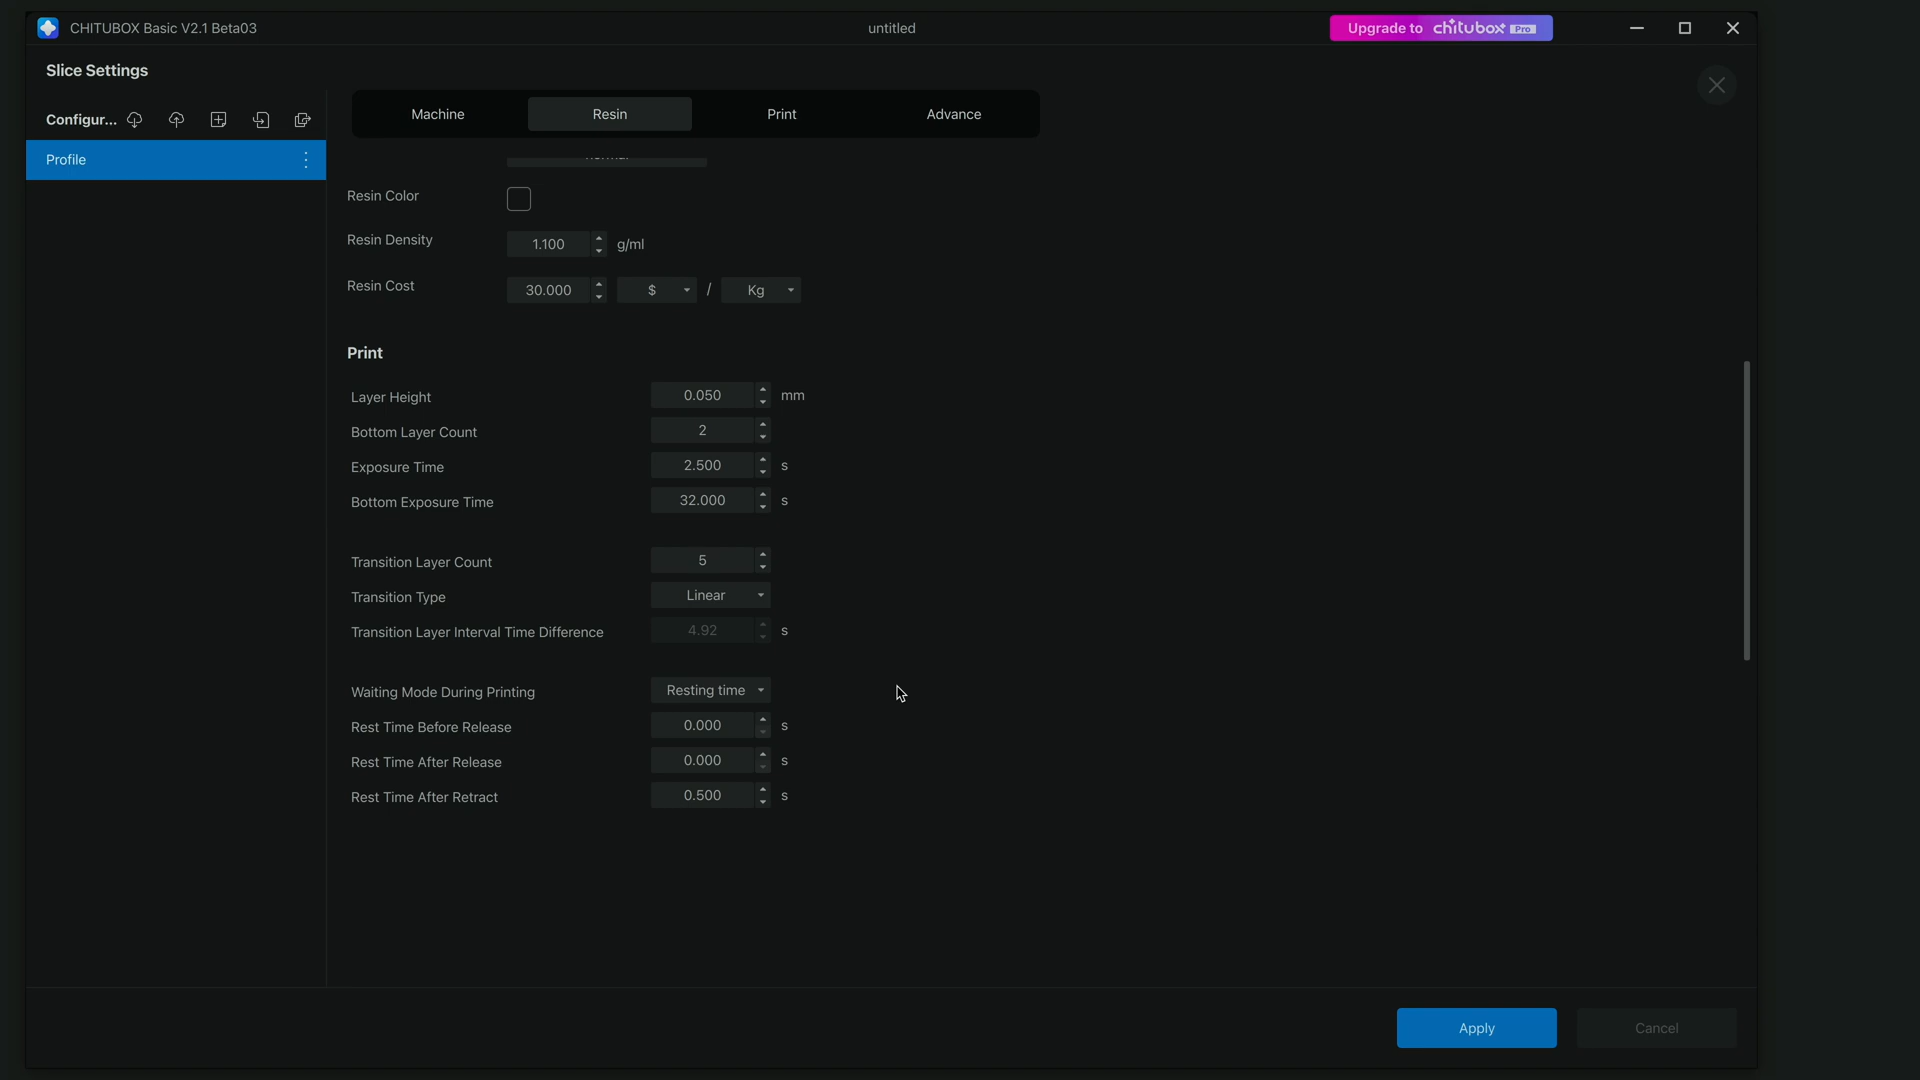 CHITUBOX Basic V2.1 Beta03
untitled
Upgrade to chitubox Pro
Slice Settings
Configur...
Machine
Resin
Print
Advance
Profile
Resin Color
Resin Density
1.100
g/ml
Resin Cost
30.000
$
/
Kg
Print
Layer Height
0.050
mm
Bottom Layer Count
2
Exposure Time
2.500
s
Bottom Exposure Time
32.000
s
Transition Layer Count
5
Transition Type
Linear
Transition Layer Interval Time Difference
4.92
s
Waiting Mode During Printing
Resting time
Rest Time Before Release
0.000
s
Rest Time After Release
0.000
s
Rest Time After Retract
0.500
s
Apply
Cancel